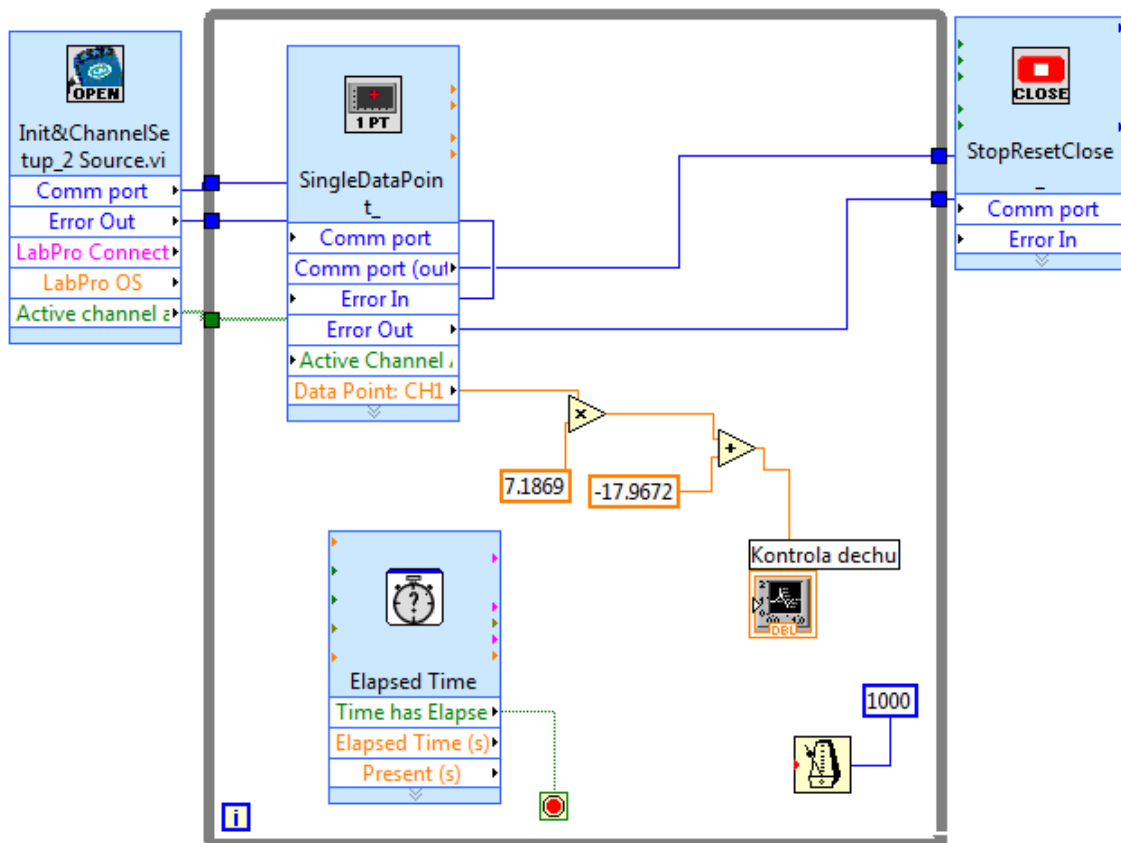 OPEN
Init&ChannelSe
tup_2 Source.vi
Comm port
Error Out
LabPro Connect
LabPro OS
Active channel a
1 PT
SingleDataPoin
t_
Comm port
Comm port (out
Error In
Error Out
Active Channel
Data Point: CH1
CLOSE
StopResetClose
_
Comm port
Error In
×
+
7.1869
-17.9672
Kontrola dechu
DBL
?
Elapsed Time
Time has Elapse
Elapsed Time (s)
Present (s)
1000
i